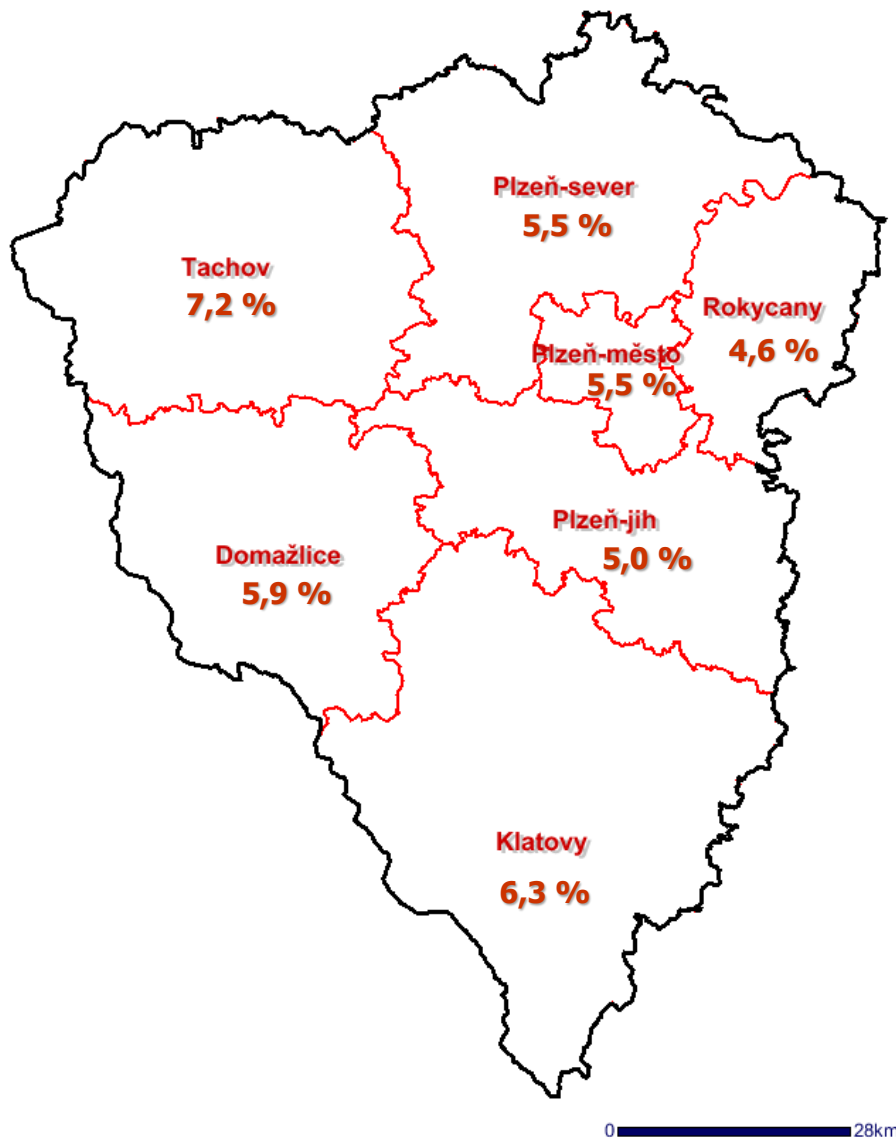 Plzeň-sever
5,5 %
Tachov
7,2 %
Rokycany
4,6 %
Plzeň-město
5,5 %
Plzeň-jih
5,0 %
Domažlice
5,9 %
Klatovy
6,3 %
0 28km